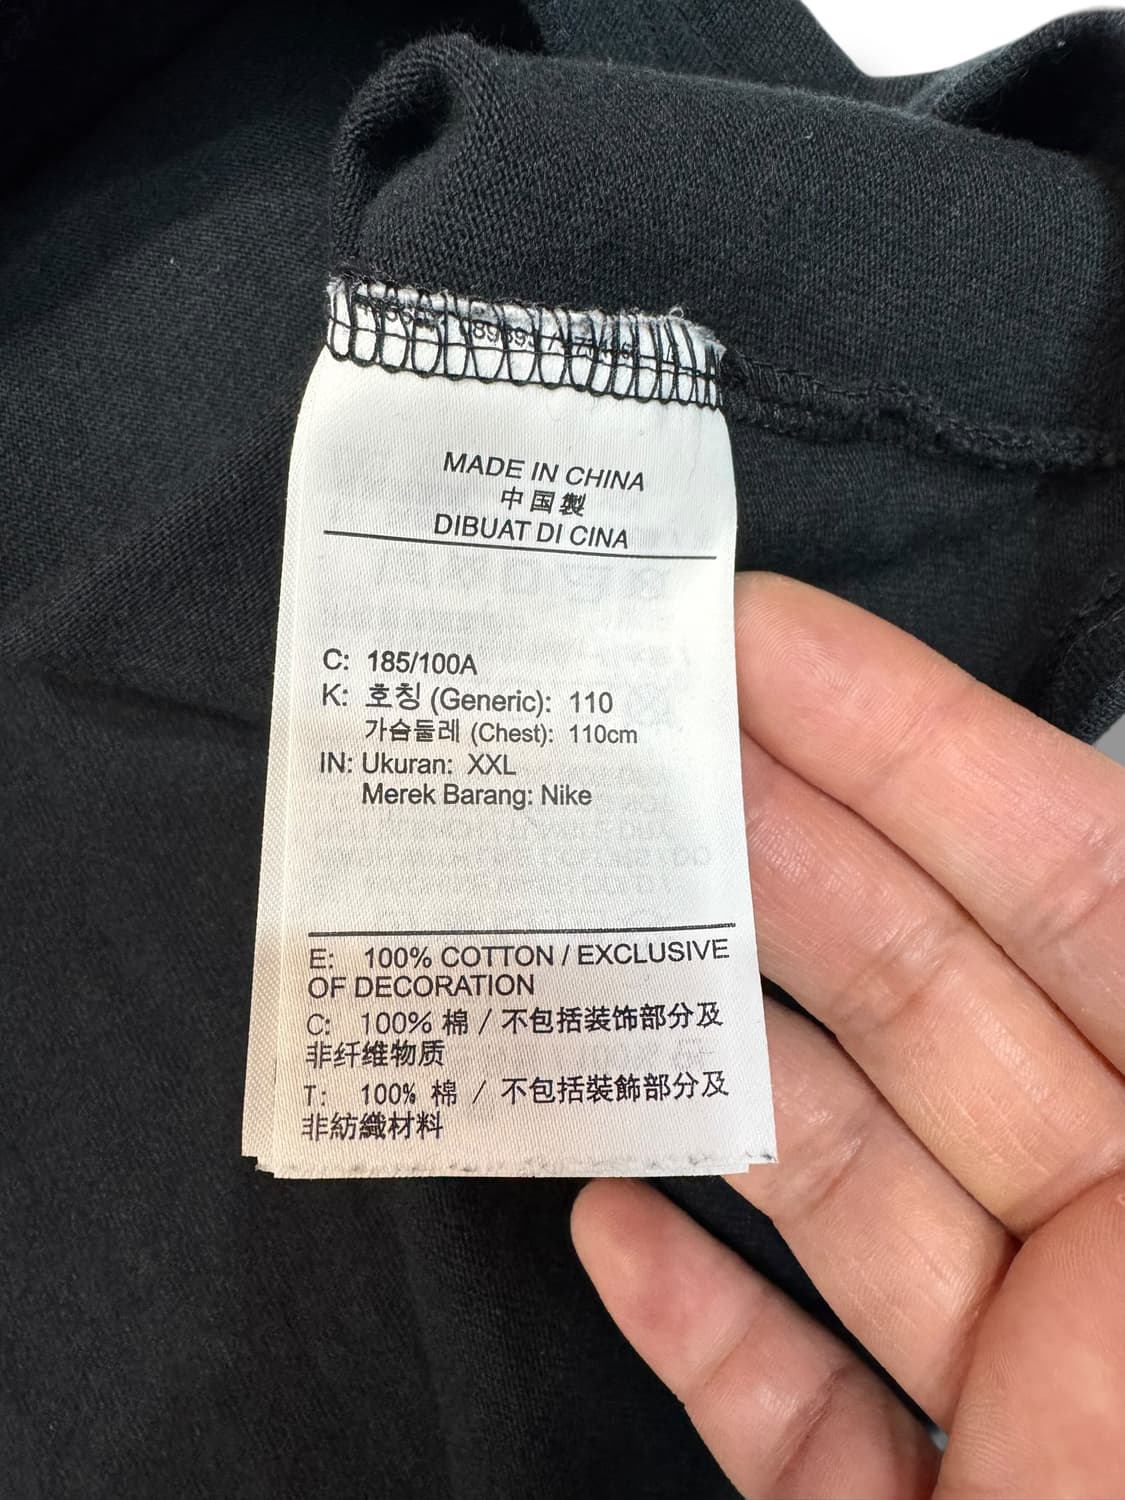 MADE IN CHINA
中国製
DIBUAT DI CINA
C: 185/100A
K: 호칭 (Generic): 110
가슴둘레 (Chest): 110cm
IN: Ukuran: XXL
Merek Barang: Nike
E: 100% COTTON / EXCLUSIVE
OF DECORATION
C: 100% 棉 / 不包括装饰部分及
非纤维物质
T: 100% 棉 / 不包括裝飾部分及
非紡織材料